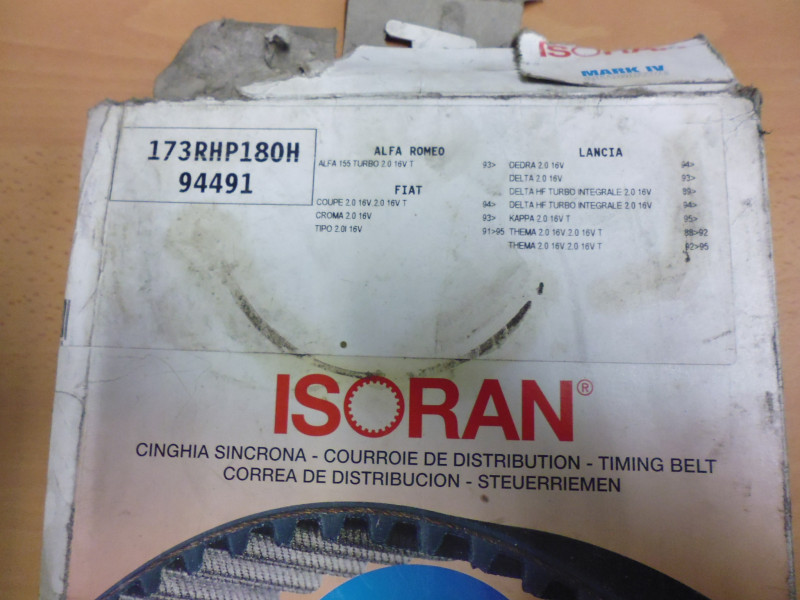 ISORAN
MARK IV
173RHP180H
94491
ALFA ROMEO
ALFA 155 TURBO 2.0 16V T 93>
FIAT
COUPE 2.0 16V 2.0 16V T 94>
CROMA 2.0 16V 93>
TIPO 2.0I 16V 91>95
LANCIA
DEDRA 2.0 16V 94>
DELTA 2.0 16V 93>
DELTA HF TURBO INTEGRALE 2.0 16V 89>
DELTA HF TURBO INTEGRALE 2.0 16V 94>
KAPPA 2.0 16V T 95>
THEMA 2.0 16V 2.0 16V T 88>92
THEMA 2.0 16V 2.0 16V T 92>95
ISORAN®
CINGHIA SINCRONA - COURROIE DE DISTRIBUTION - TIMING BELT
CORREA DE DISTRIBUCION - STEUERRIEMEN